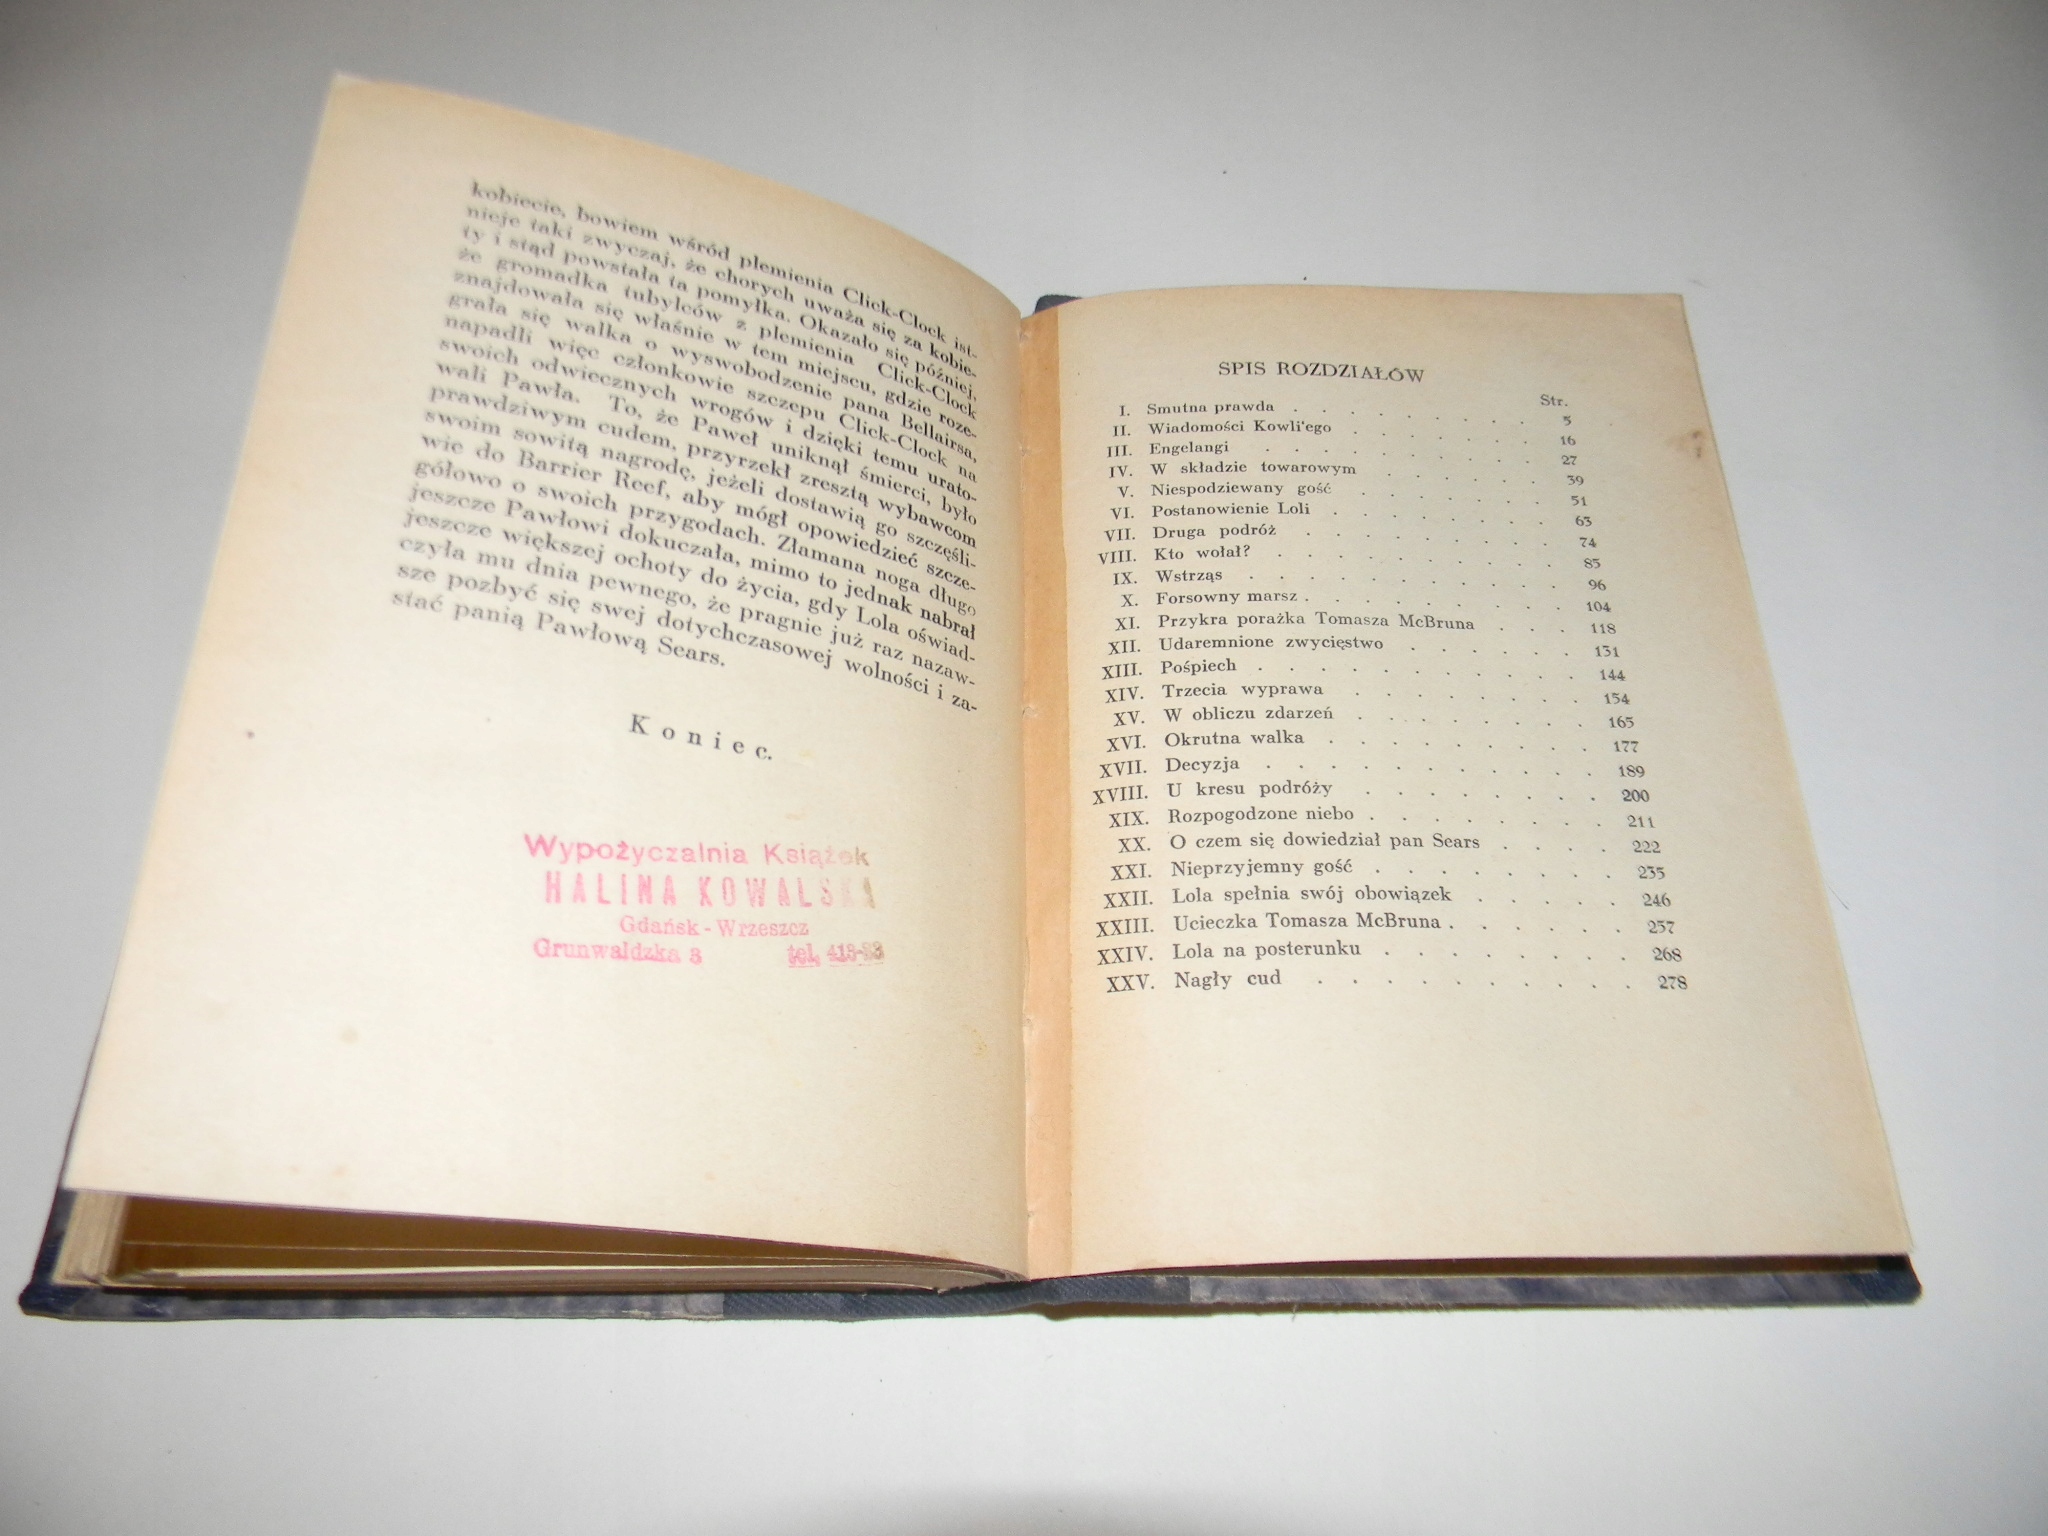 kobiecie, bowiem wśród plemienia Click-Clock ist-
nieje taki zwyczaj, że chorych uważa się za kobie-
ty i stąd powstała ta pomyłka. Okazało się później,
że gromadka tubylców z plemienia Click-Clock
znajdowała się właśnie w tem miejscu, gdzie roze-
grała się walka o wyswobodzenie pana Bellairsa,
napadli więc członkowie szczepu Click-Clock na
swoich odwiecznych wrogów i dzięki temu urato-
wali Pawła. To, że Paweł uniknął śmierci, było
prawdziwym cudem, przyrzekł zresztą wybawcom
swoim sowitą nagrodę, jeżeli dostawią go szczęśli-
wie do Barrier Reef, aby mógł opowiedzieć szcze-
gółowo o swoich przygodach. Złamana noga długo
jeszcze Pawłowi dokuczała, mimo to jednak nabrał
jeszcze większej ochoty do życia, gdy Lola oświad-
czyła mu dnia pewnego, że pragnie już raz nazaw-
sze pozbyć się swej dotychczasowej wolności i za-
stać panią Pawłową Sears.
Koniec.
Wypożyczalnia Książek
HALINA KOWALSKA
Gdańsk-Wrzeszcz
Grunwaldzka 8 tel. 413-83
SPIS ROZDZIAŁÓW
Str.
I. Smutna prawda . . . . . . . . 5
II. Wiadomości Kowli'ego . . . . . . . 16
III. Engelangi . . . . . . . . . 27
IV. W składzie towarowym . . . . . . 39
V. Niespodziewany gość . . . . . . . 51
VI. Postanowienie Loli . . . . . . . . 63
VII. Druga podróż . . . . . . . . 74
VIII. Kto wołał? . . . . . . . . . 85
IX. Wstrząs . . . . . . . . . . 96
X. Forsowny marsz . . . . . . . . . 104
XI. Przykra porażka Tomasza McBruna . . . 118
XII. Udaremnione zwycięstwo . . . . . . 131
XIII. Pośpiech . . . . . . . . . . 144
XIV. Trzecia wyprawa . . . . . . . 154
XV. W obliczu zdarzeń . . . . . . . 165
XVI. Okrutna walka . . . . . . . . 177
XVII. Decyzja . . . . . . . . . . 189
XVIII. U kresu podróży . . . . . . . 200
XIX. Rozpogodzone niebo . . . . . . . 211
XX. O czem się dowiedział pan Sears . . . . 222
XXI. Nieprzyjemny gość . . . . . . . 235
XXII. Lola spełnia swój obowiązek . . . . . 246
XXIII. Ucieczka Tomasza McBruna . . . . . . 257
XXIV. Lola na posterunku . . . . . . . 268
XXV. Nagły cud . . . . . . . . . . 278